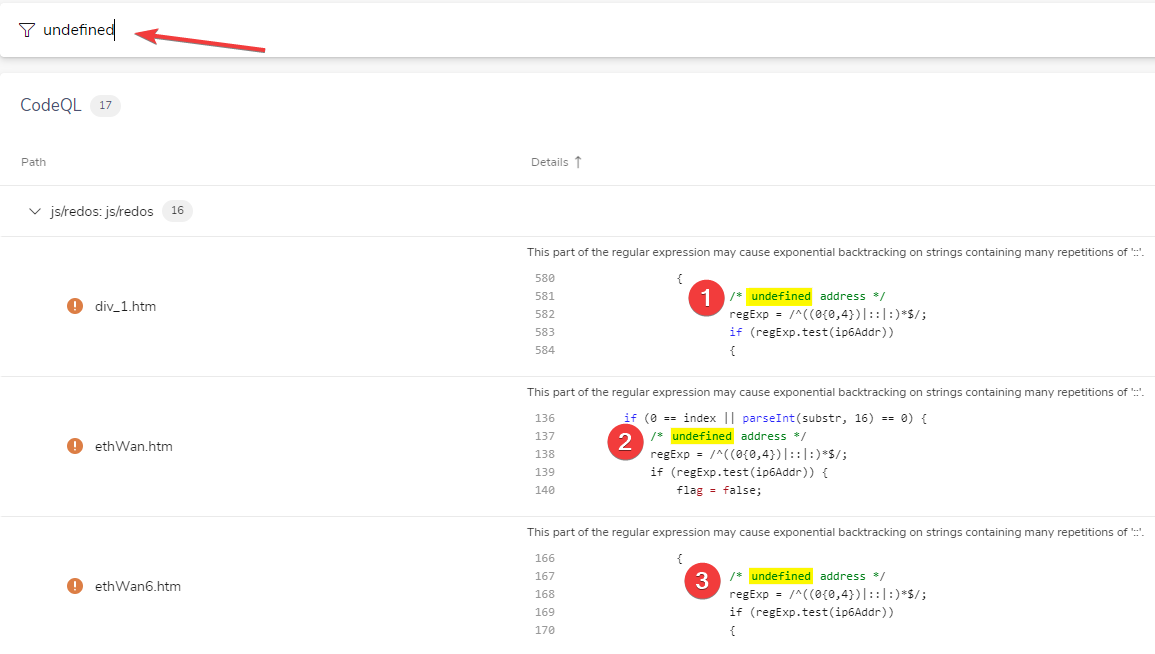 undefined
CodeQL 17
Path Details ↑
js/redos: js/redos 16
This part of the regular expression may cause exponential backtracking on strings containing many repetitions of '::'.
580 {
581 /* undefined address */
582 regExp = /^((0{0,4})|::|:)*$/;
583 if (regExp.test(ip6Addr))
584 {
1
div_1.htm
This part of the regular expression may cause exponential backtracking on strings containing many repetitions of '::'.
136 if (0 == index || parseInt(substr, 16) == 0) {
137 /* undefined address */
138 regExp = /^((0{0,4})|::|:)*$/;
139 if (regExp.test(ip6Addr)) {
140 flag = false;
2
ethWan.htm
This part of the regular expression may cause exponential backtracking on strings containing many repetitions of '::'.
166 {
167 /* undefined address */
168 regExp = /^((0{0,4})|::|:)*$/;
169 if (regExp.test(ip6Addr))
170 {
3
ethWan6.htm